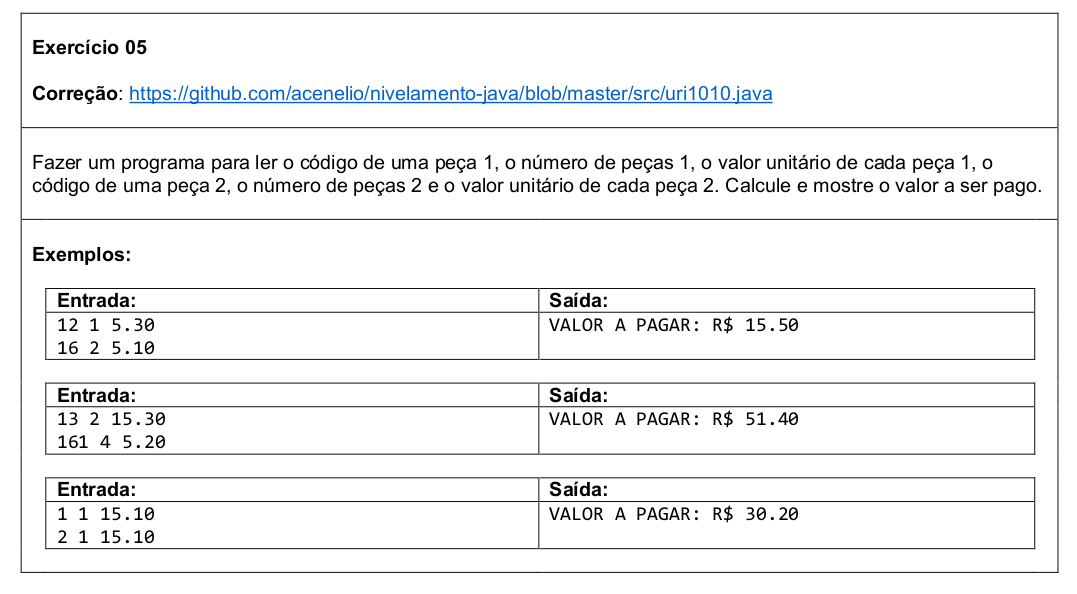 Exercício 05
Correção: https://github.com/acenelio/nivelamento-java/blob/master/src/uri1010.java
Fazer um programa para ler o código de uma peça 1, o número de peças 1, o valor unitário de cada peça 1, o
código de uma peça 2, o número de peças 2 e o valor unitário de cada peça 2. Calcule e mostre o valor a ser pago.
Exemplos:
Entrada: Saída:
12 1 5.30 VALOR A PAGAR: R$ 15.50
16 2 5.10
Entrada: Saída:
13 2 15.30 VALOR A PAGAR: R$ 51.40
161 4 5.20
Entrada: Saída:
1 1 15.10 VALOR A PAGAR: R$ 30.20
2 1 15.10